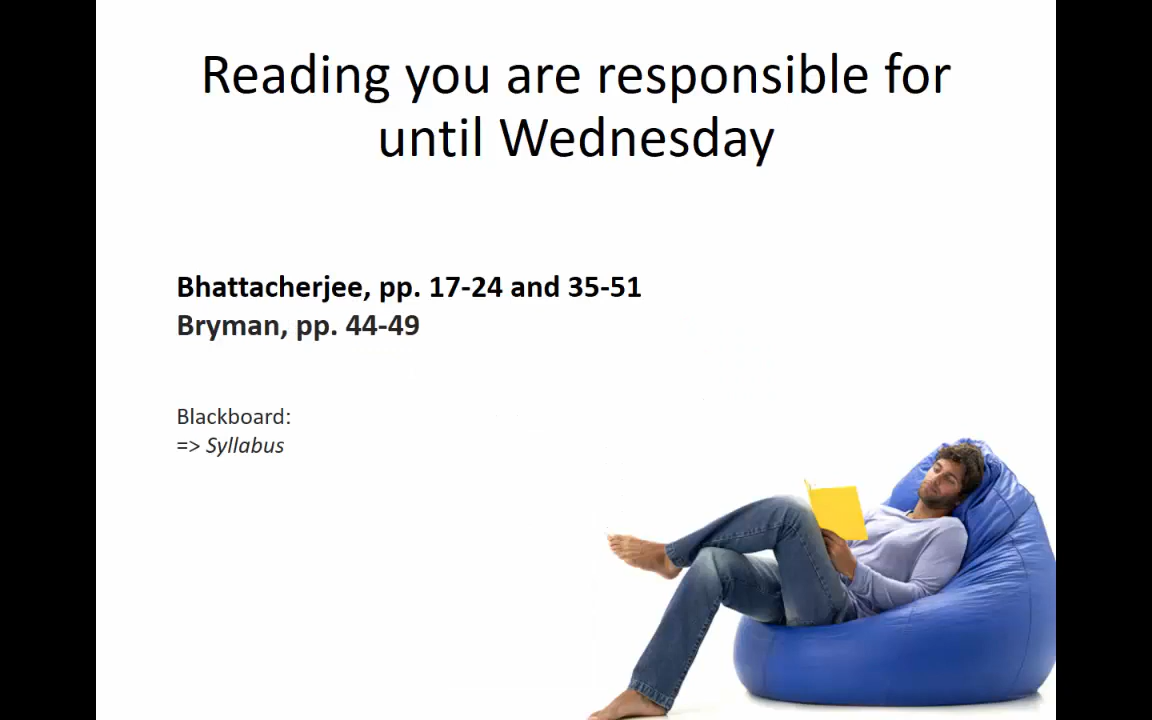 Reading you are responsible for
until Wednesday
Bhattacherjee, pp. 17-24 and 35-51
Bryman, pp. 44-49
Blackboard:
=> Syllabus